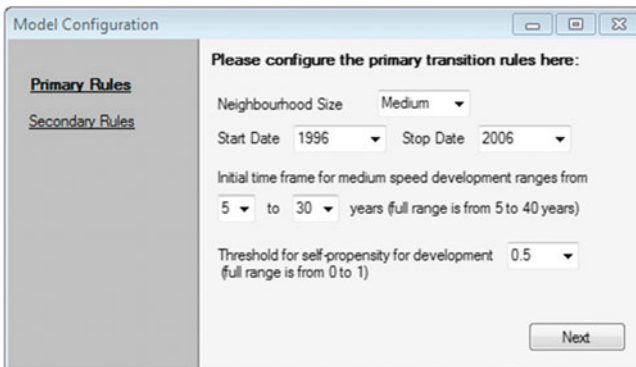 Model Configuration
Primary Rules
Secondary Rules
Please configure the primary transition rules here:
Neighbourhood Size Medium
Start Date 1996 Stop Date 2006
Initial time frame for medium speed development ranges from
5 to 30 years (full range is from 5 to 40 years)
Threshold for self-propensity for development 0.5
(full range is from 0 to 1)
Next